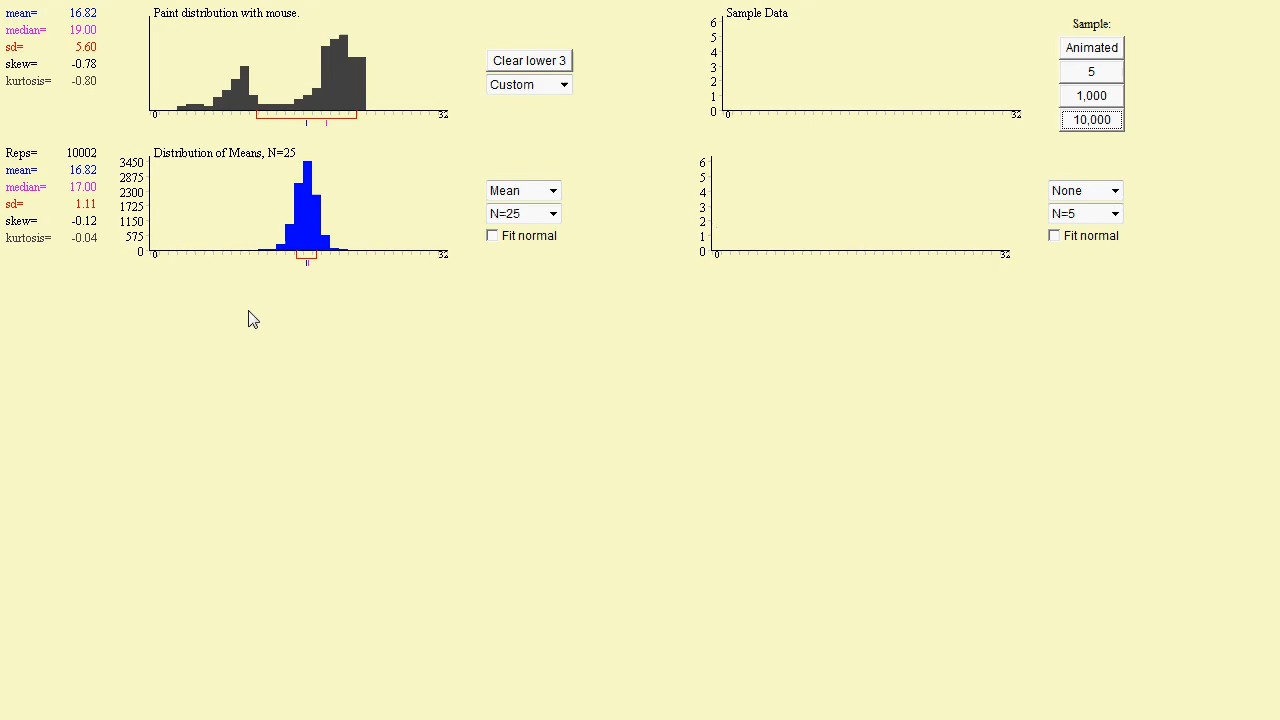 mean= 16.82
median= 19.00
sd= 5.60
skew= -0.78
kurtosis= -0.80
Paint distribution with mouse.
0 32
Clear lower 3
Custom
Sample Data
6
5
4
3
2
1
0
0 32
Sample:
Animated
5
1,000
10,000
Reps= 10002
mean= 16.82
median= 17.00
sd= 1.11
skew= -0.12
kurtosis= -0.04
Distribution of Means, N=25
3450
2875
2300
1725
1150
575
0
0 32
Mean
N=25
Fit normal
6
5
4
3
2
1
0
0 32
None
N=5
Fit normal